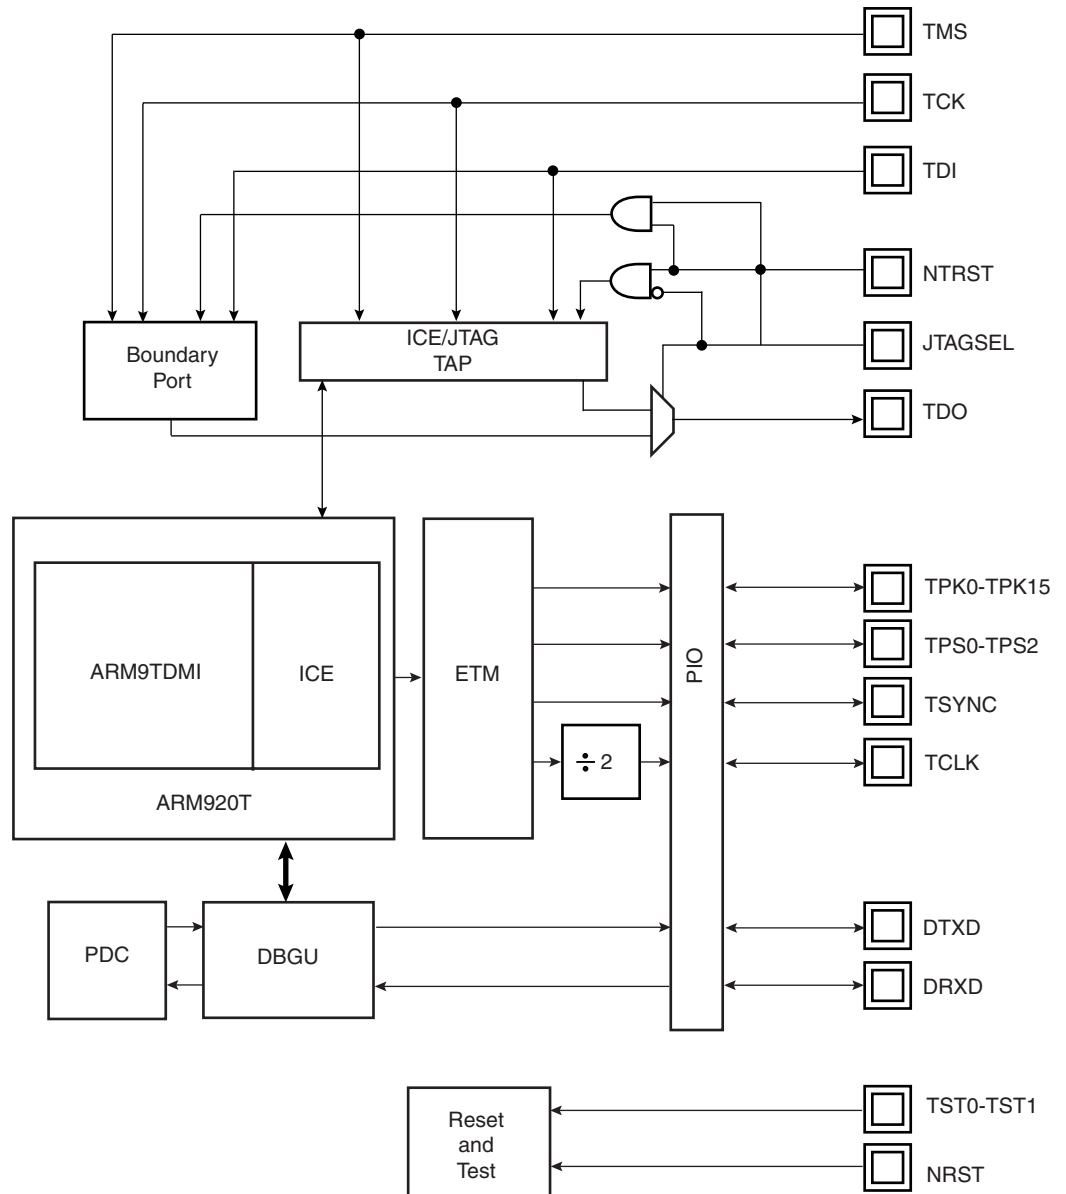 TMS
TCK
TDI
NTRST
JTAGSEL
TDO
Boundary
Port
ICE/JTAG
TAP
ARM9TDMI
ICE
ARM920T
ETM
÷ 2
PIO
TPK0-TPK15
TPS0-TPS2
TSYNC
TCLK
PDC
DBGU
DTXD
DRXD
Reset
and
Test
TST0-TST1
NRST